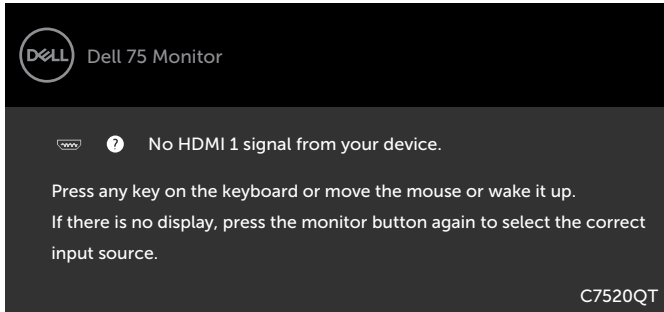 DELL Dell 75 Monitor
? No HDMI 1 signal from your device.
Press any key on the keyboard or move the mouse or wake it up.
If there is no display, press the monitor button again to select the correct
input source.
C7520QT